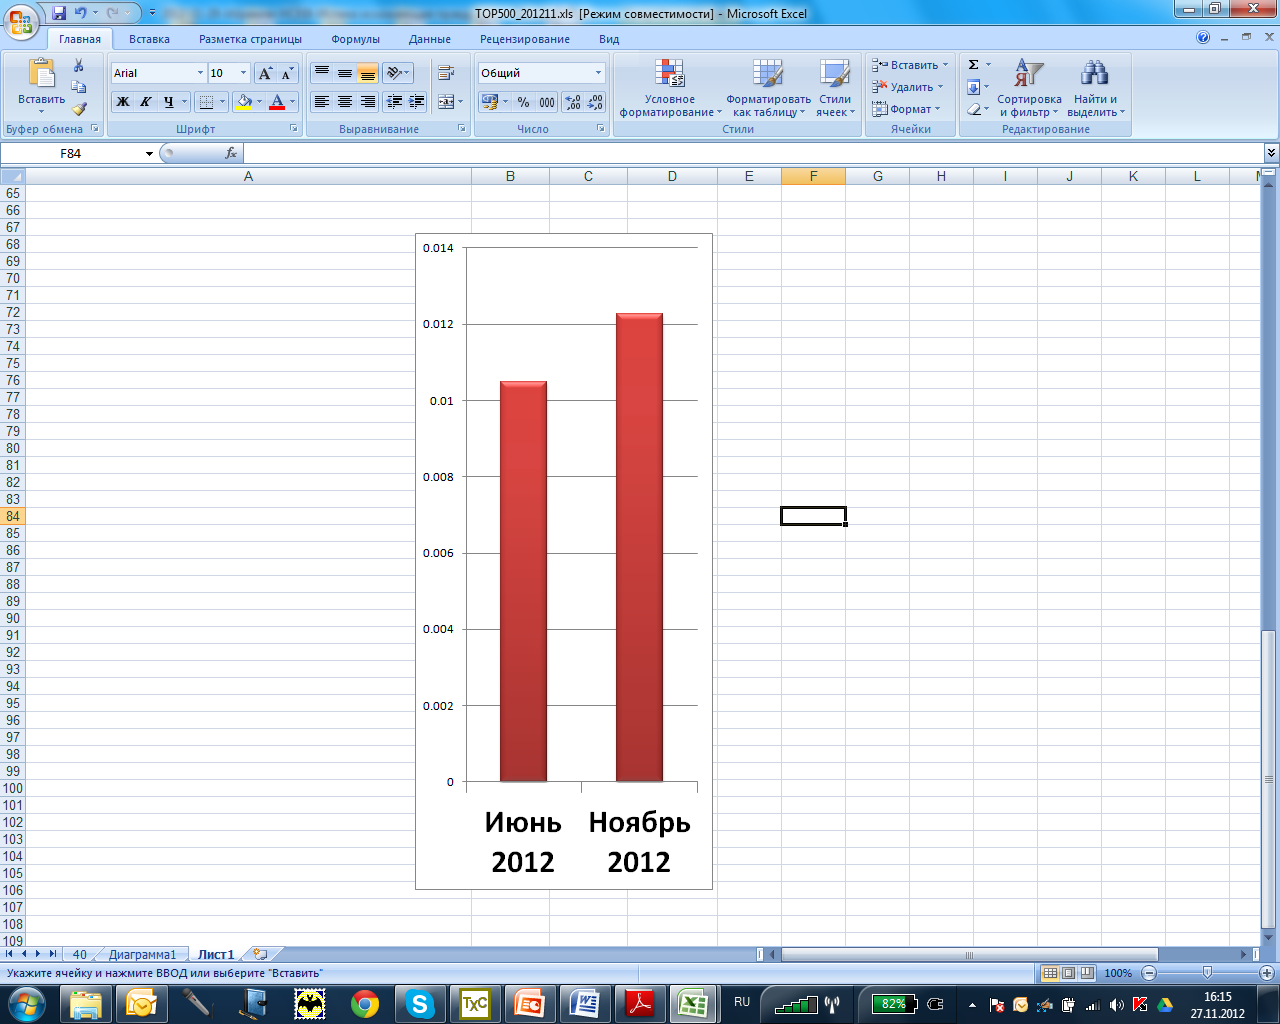 TOP500_201211.xls [Режим совместимости] - Microsoft Excel
Главная Вставка Разметка страницы Формулы Данные Рецензирование Вид
Вставить
Буфер обмена
Arial 10
Ж К Ч
Шрифт
Выравнивание
Общий
% 000
Число
Условное форматирование
Форматировать как таблицу
Стили ячеек
Стили
Вставить
Удалить
Формат
Ячейки
Σ
Сортировка и фильтр
Найти и выделить
Редактирование
F84 fx
A B C D E F G H I J K L
65
66
67
68
69
70
71
72
73
74
75
76
77
78
79
80
81
82
83
84
85
86
87
88
89
90
91
92
93
94
95
96
97
98
99
100
101
102
103
104
105
106
107
108
109
0.014
0.012
0.01
0.008
0.006
0.004
0.002
0
Июнь 2012
Ноябрь 2012
40 Диаграмма1 Лист1
Укажите ячейку и нажмите ВВОД или выберите "Вставить"
100%
TXC
RU
82%
16:15
27.11.2012